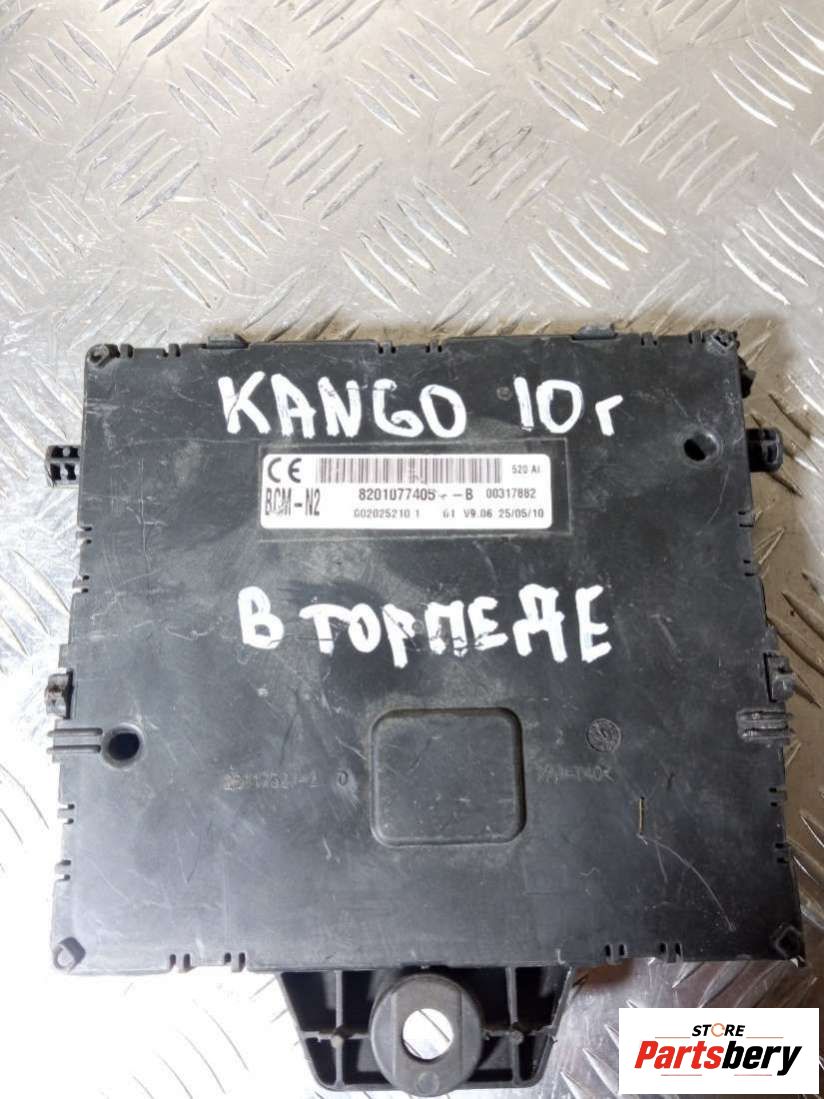 KANGO 10г
CE 520 AI
BCM-N2 8201077405 --B 00317882
G02025210.1 G1 V9.06 25/05/10
В ТОРПЕДЕ
STORE
Partsbery